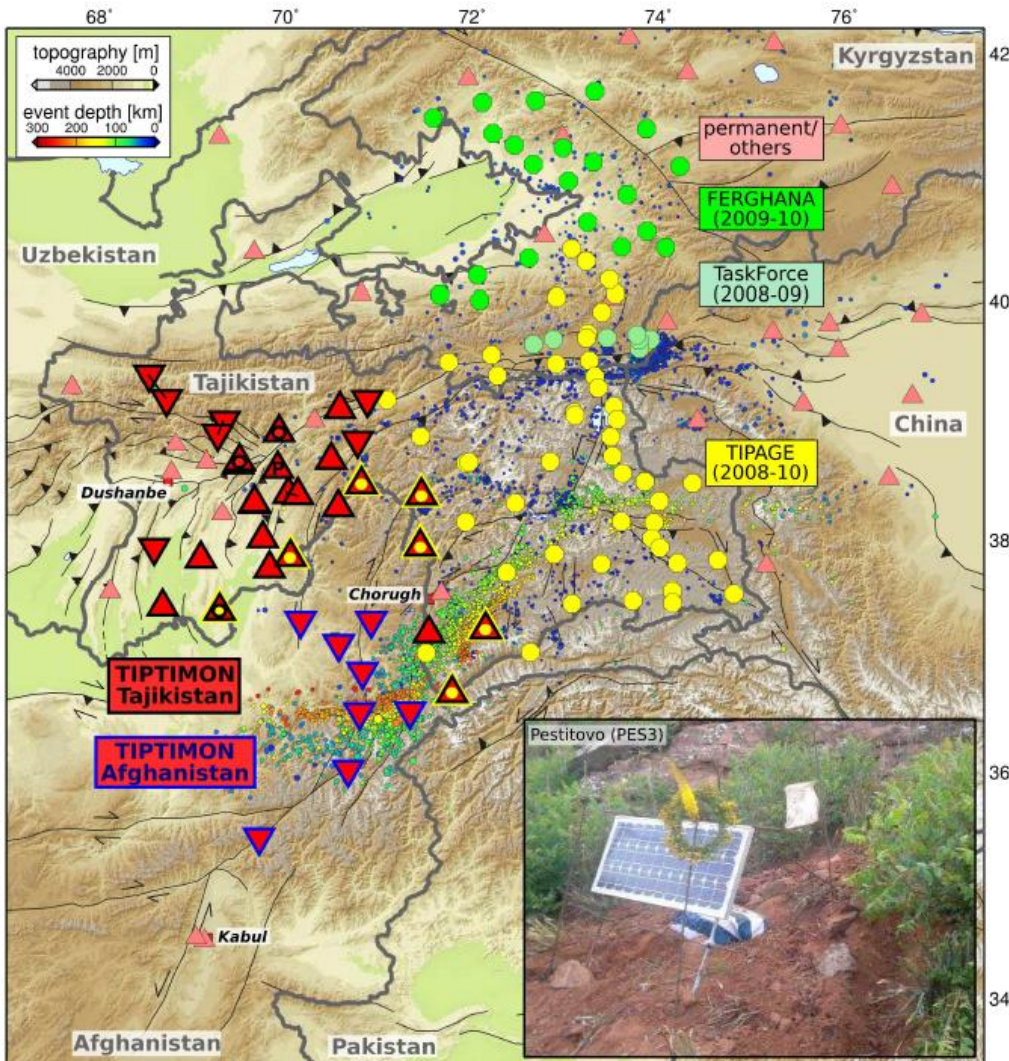 68 70 72 74 76
topography [m]
4000 2000 0
event depth [km]
300 200 100 0
Kyrgyzstan
42
permanent/
others
FERGHANA
(2009-10)
Uzbekistan
TaskForce
(2008-09)
40
Tajikistan
China
TIPAGE
(2008-10)
Dushanbe
38
Chorugh
TIPTIMON
Tajikistan
TIPTIMON
Afghanistan
Pestitovo (PES3)
36
Kabul
34
Afghanistan
Pakistan